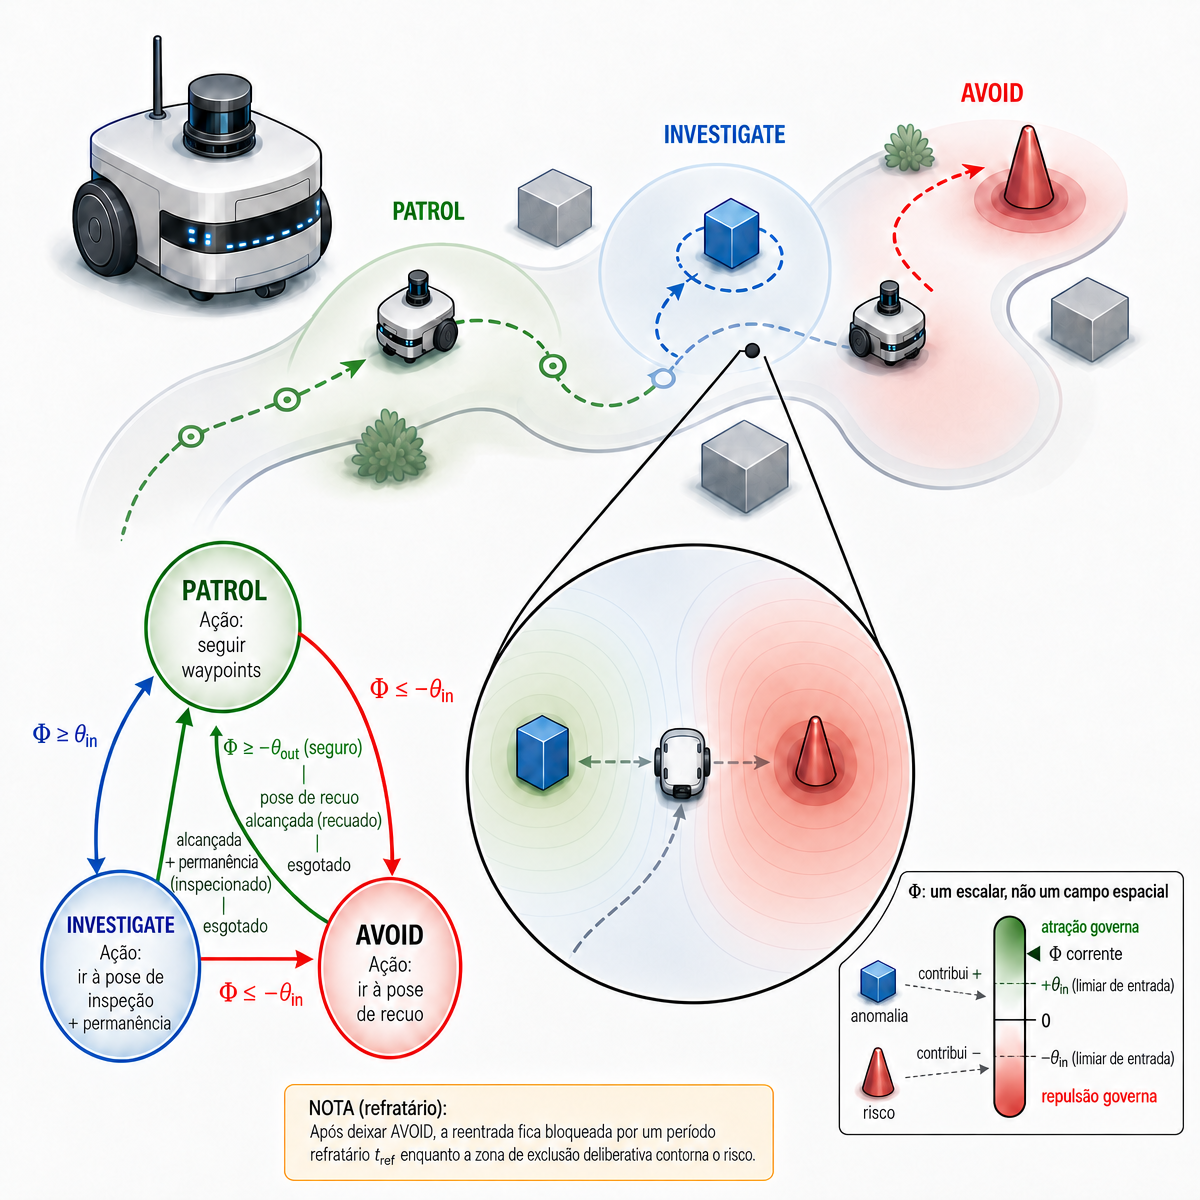 AVOID
INVESTIGATE
PATROL
PATROL
Ação:
seguir
waypoints
Φ ≤ −θin
Φ ≥ θin
Φ ≥ −θout (seguro)
|
pose de recuo
alcançada (recuado)
|
esgotado
alcançada
+ permanência
(inspecionado)
|
esgotado
INVESTIGATE
Ação:
ir à pose de
inspeção
+ permanência
Φ ≤ −θin
AVOID
Ação:
ir à pose
de recuo
Φ: um escalar, não um campo espacial
atração governa
Φ corrente
contribui +
+θin (limiar de entrada)
anomalia
0
contribui −
−θin (limiar de entrada)
repulsão governa
risco
NOTA (refratário):
Após deixar AVOID, a reentrada fica bloqueada por um período
refratário tref enquanto a zona de exclusão deliberativa contorna o risco.